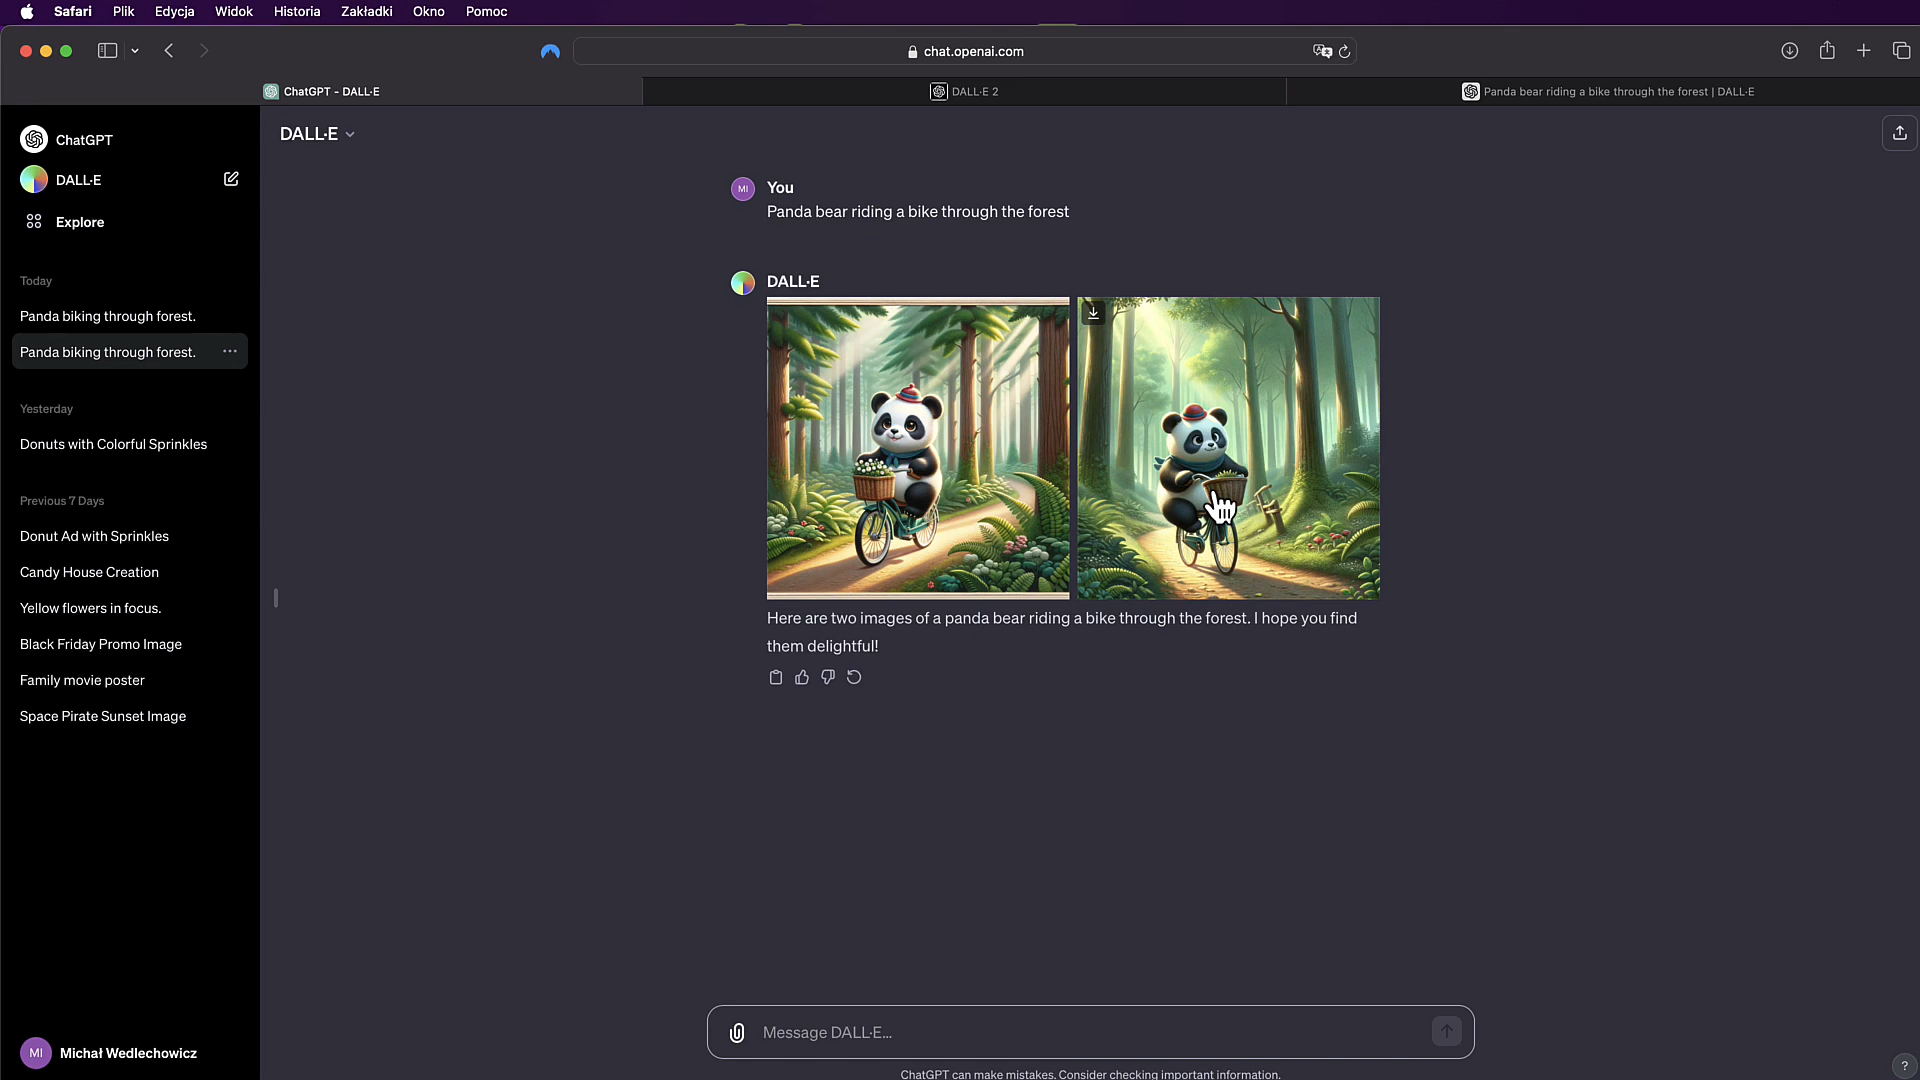 Safari Plik Edycja Widok Historia Zakładki Okno Pomoc
chat.openai.com
ChatGPT - DALL·E
DALL·E 2
Panda bear riding a bike through the forest | DALL·E
ChatGPT
DALL·E
Explore
Today
Panda biking through forest.
Panda biking through forest.
Yesterday
Donuts with Colorful Sprinkles
Previous 7 Days
Donut Ad with Sprinkles
Candy House Creation
Yellow flowers in focus.
Black Friday Promo Image
Family movie poster
Space Pirate Sunset Image
MI Michał Wedlechowicz
DALL·E
MI You
Panda bear riding a bike through the forest
DALL·E
Here are two images of a panda bear riding a bike through the forest. I hope you find
them delightful!
Message DALL·E...
ChatGPT can make mistakes. Consider checking important information.
?